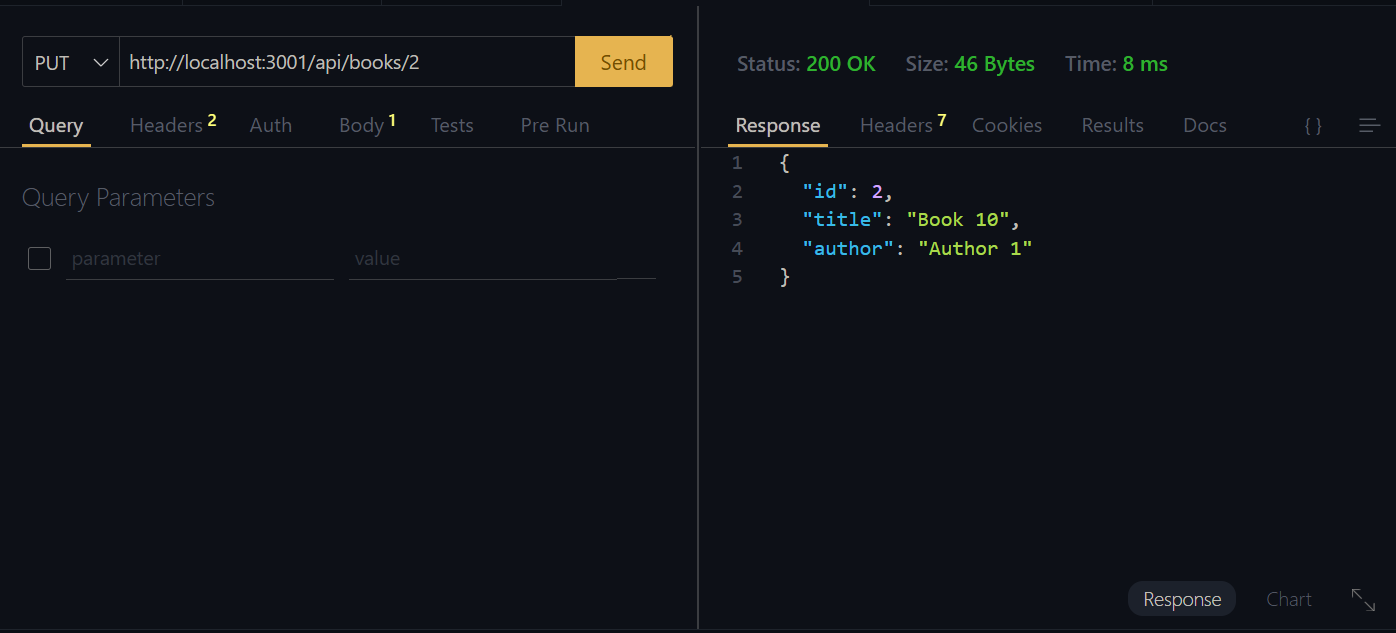 PUT http://localhost:3001/api/books/2 Send
Query Headers 2 Auth Body 1 Tests Pre Run
Query Parameters
parameter value
Status: 200 OK Size: 46 Bytes Time: 8 ms
Response Headers 7 Cookies Results Docs { }
1 {
2 "id": 2,
3 "title": "Book 10",
4 "author": "Author 1"
5 }
Response Chart